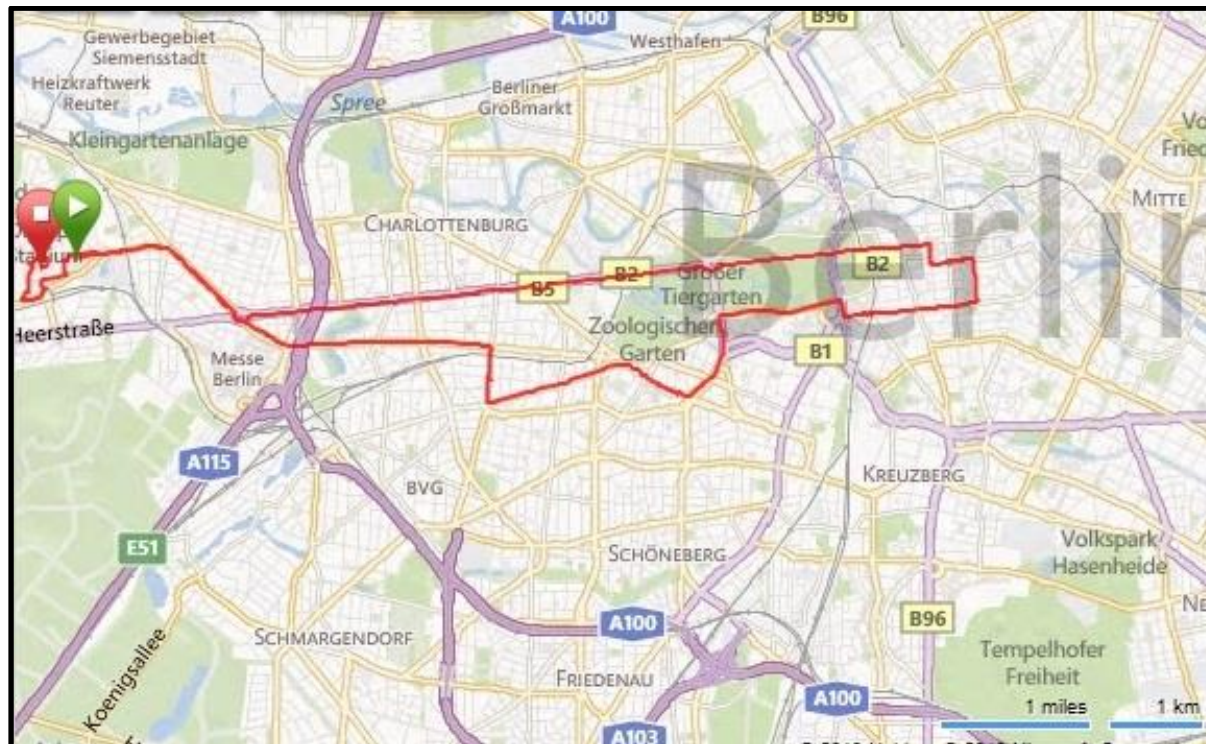 A100
B96
Gewerbegebiet
Siemensstadt
Westhafen
Heizkraftwerk
Reuter
Berliner
Großmarkt
Spree
Kleingartenanlage
MITTE
CHARLOTTENBURG
Berlin
B2
B2
B5
Großer
Tiergarten
Heerstraße
Zoologischer
Garten
Messe
Berlin
B1
A115
KREUZBERG
BVG
E51
SCHÖNEBERG
Volkspark
Hasenheide
A100
B96
SCHMARGENDORF
Koenigsallee
Tempelhofer
Freiheit
FRIEDENAU
A100
1 miles
1 km
A103